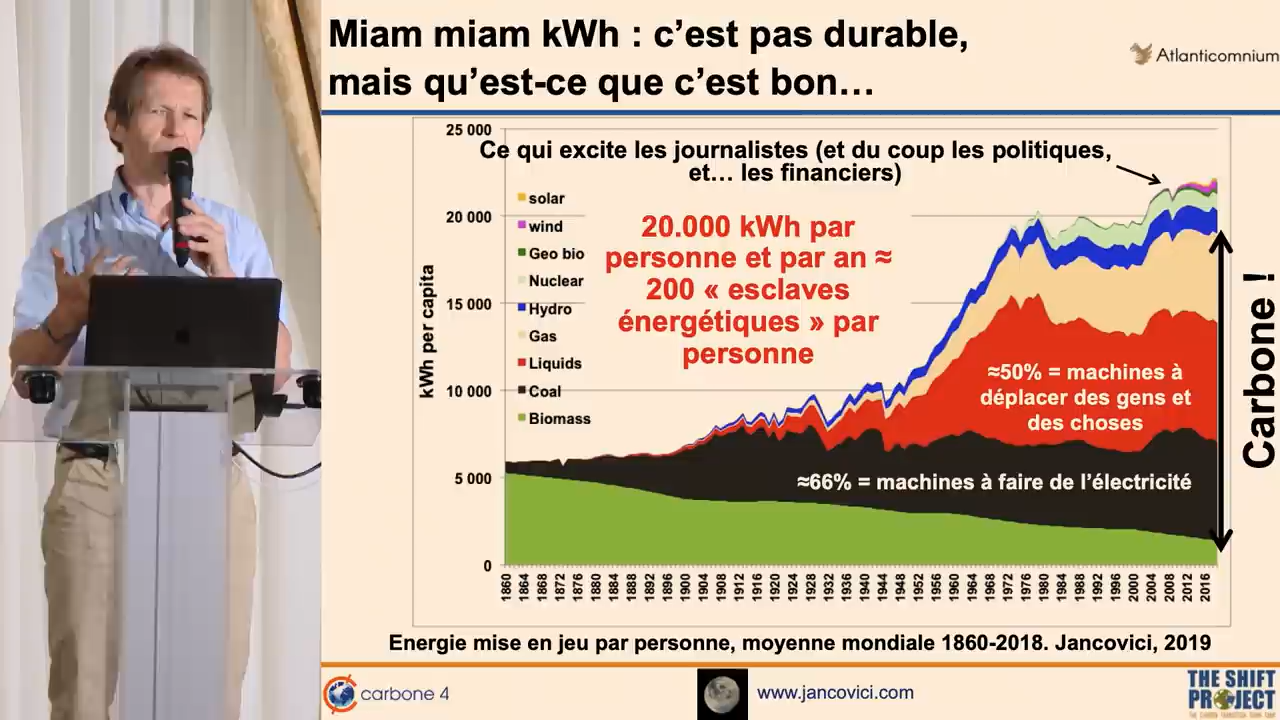 Miam miam kWh : c’est pas durable,
mais qu’est-ce que c’est bon…
Atlanticomnium
25 000
Ce qui excite les journalistes (et du coup les politiques,
et… les financiers)
solar
20 000
wind
20.000 kWh par
Geo bio
personne et par an ≈
Nuclear
200 « esclaves
15 000
Hydro
énergétiques » par
Gas
personne
Liquids
10 000
Coal
Biomass
kWh per capita
≈50% = machines à
déplacer des gens et
des choses
Carbone !
5 000
≈66% = machines à faire de l’électricité
0
1860 1864 1868 1872 1876 1880 1884 1888 1892 1896 1900 1904 1908 1912 1916 1920 1924 1928 1932 1936 1940 1944 1948 1952 1956 1960 1964 1968 1972 1976 1980 1984 1988 1992 1996 2000 2004 2008 2012 2016
Energie mise en jeu par personne, moyenne mondiale 1860-2018. Jancovici, 2019
carbone 4
www.jancovici.com
THE SHIFT
PROJECT